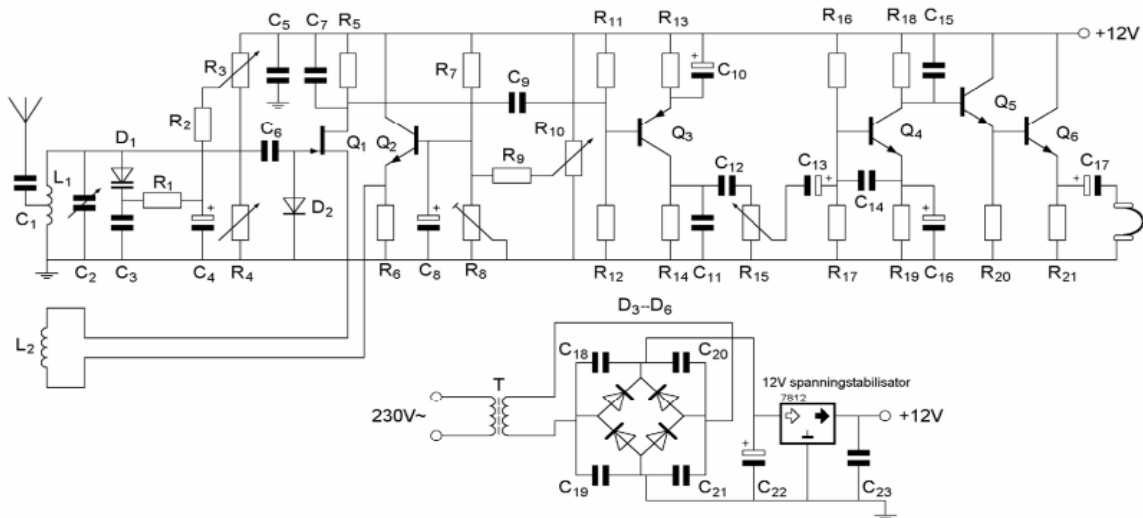 C5 C7 R5 R11 R13 R16 R18 C15
+12V
R3 R7 C10
C9
R2 C6 R10 Q3 Q4 Q5 Q6
D1 Q1 Q2
L1 R1 R9 C12 C13 C17
D2 C14
C1
C2 C3 C4 R4 R6 C8 R8 R12 R14 C11 R15 R17 R19 C16 R20 R21
D3--D6
L2
C18 C20
T
12V spanningstabilisator
7812
230V~
+12V
C19 C21 C22 C23